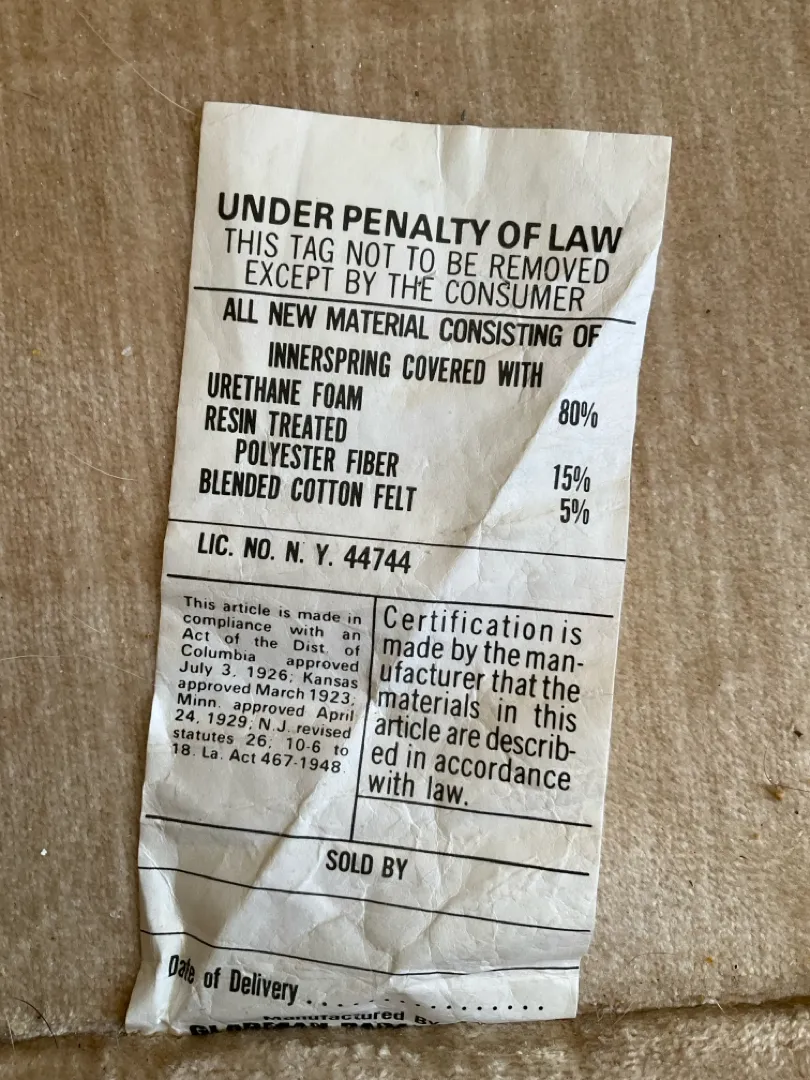 UNDER PENALTY OF LAW
THIS TAG NOT TO BE REMOVED
EXCEPT BY THE CONSUMER
ALL NEW MATERIAL CONSISTING OF
INNERSPRING COVERED WITH
URETHANE FOAM 80%
RESIN TREATED
POLYESTER FIBER 15%
BLENDED COTTON FELT 5%
LIC. NO. N. Y. 44744
This article is made in
compliance with an
Act of the Dist. of
Columbia approved
July 3, 1926; Kansas
approved March 1923;
Minn. approved April
24, 1929; N.J. revised
statutes 26; 10-6 to
18. La. Act 467-1948.
Certification is
made by the man-
ufacturer that the
materials in this
article are describ-
ed in accordance
with law.
SOLD BY
Date of Delivery . . . . . . . . . . . . . . . . . .
Manufactured By